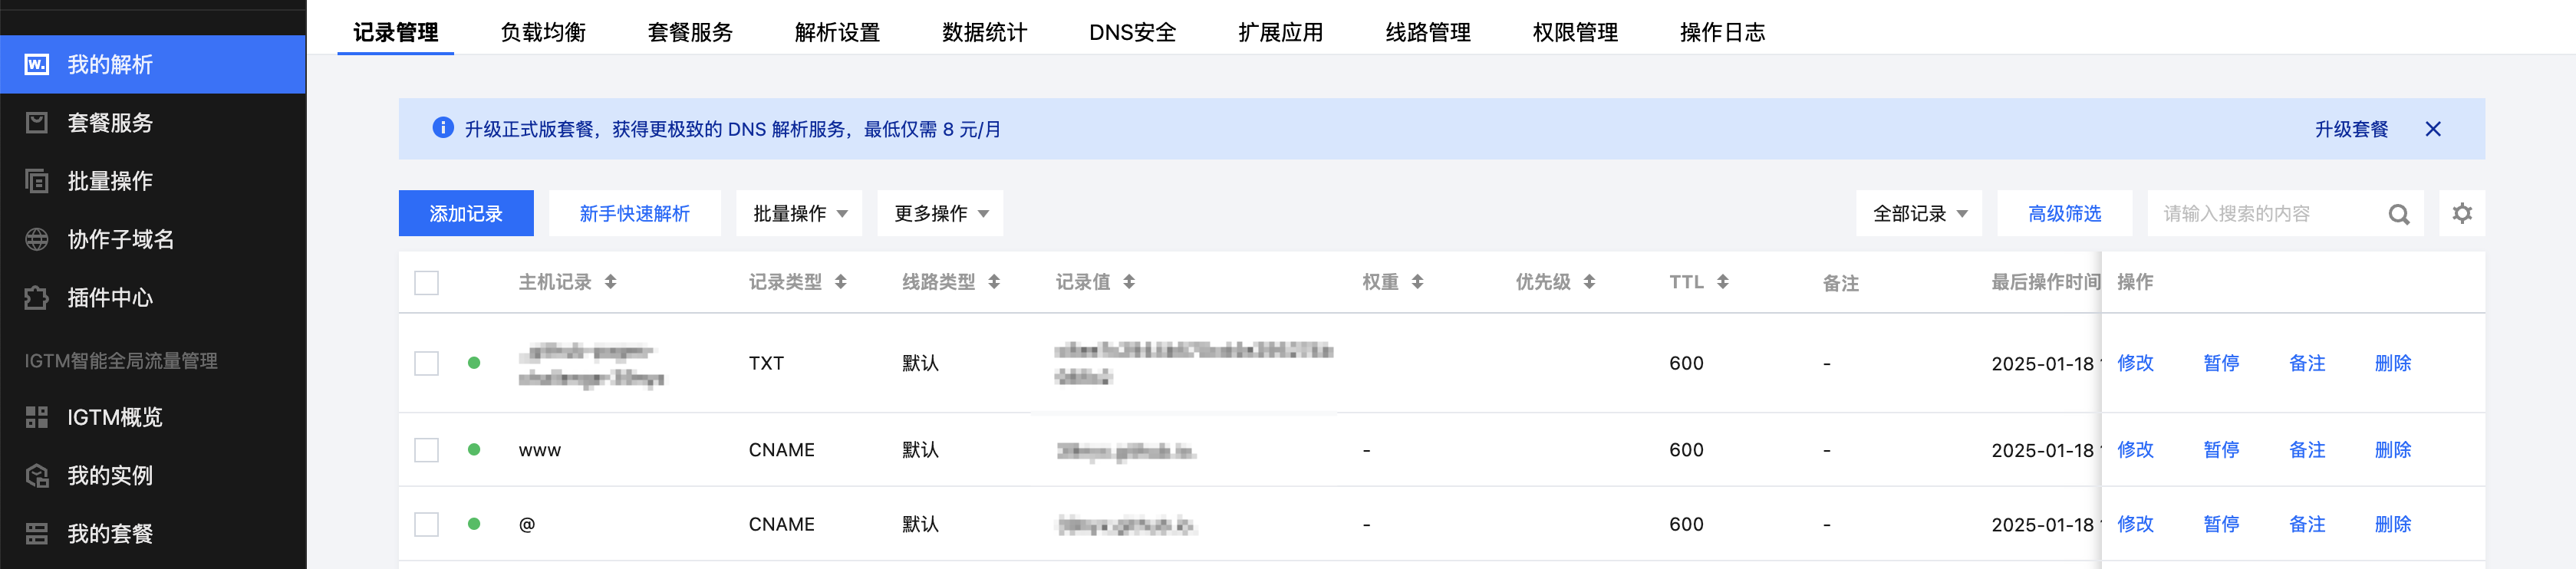 记录管理 负载均衡 套餐服务 解析设置 数据统计 DNS安全 扩展应用 线路管理 权限管理 操作日志
我的解析
套餐服务
批量操作
协作子域名
插件中心
IGTM智能全局流量管理
IGTM概览
我的实例
我的套餐
升级正式版套餐，获得更极致的 DNS 解析服务，最低仅需 8 元/月 升级套餐
添加记录 新手快速解析 批量操作 更多操作 全部记录 高级筛选 请输入搜索的内容
主机记录 记录类型 线路类型 记录值 权重 优先级 TTL 备注 最后操作时间 操作
TXT 默认 600 - 2025-01-18 修改 暂停 备注 删除
www CNAME 默认 - 600 - 2025-01-18 修改 暂停 备注 删除
@ CNAME 默认 - 600 - 2025-01-18 修改 暂停 备注 删除